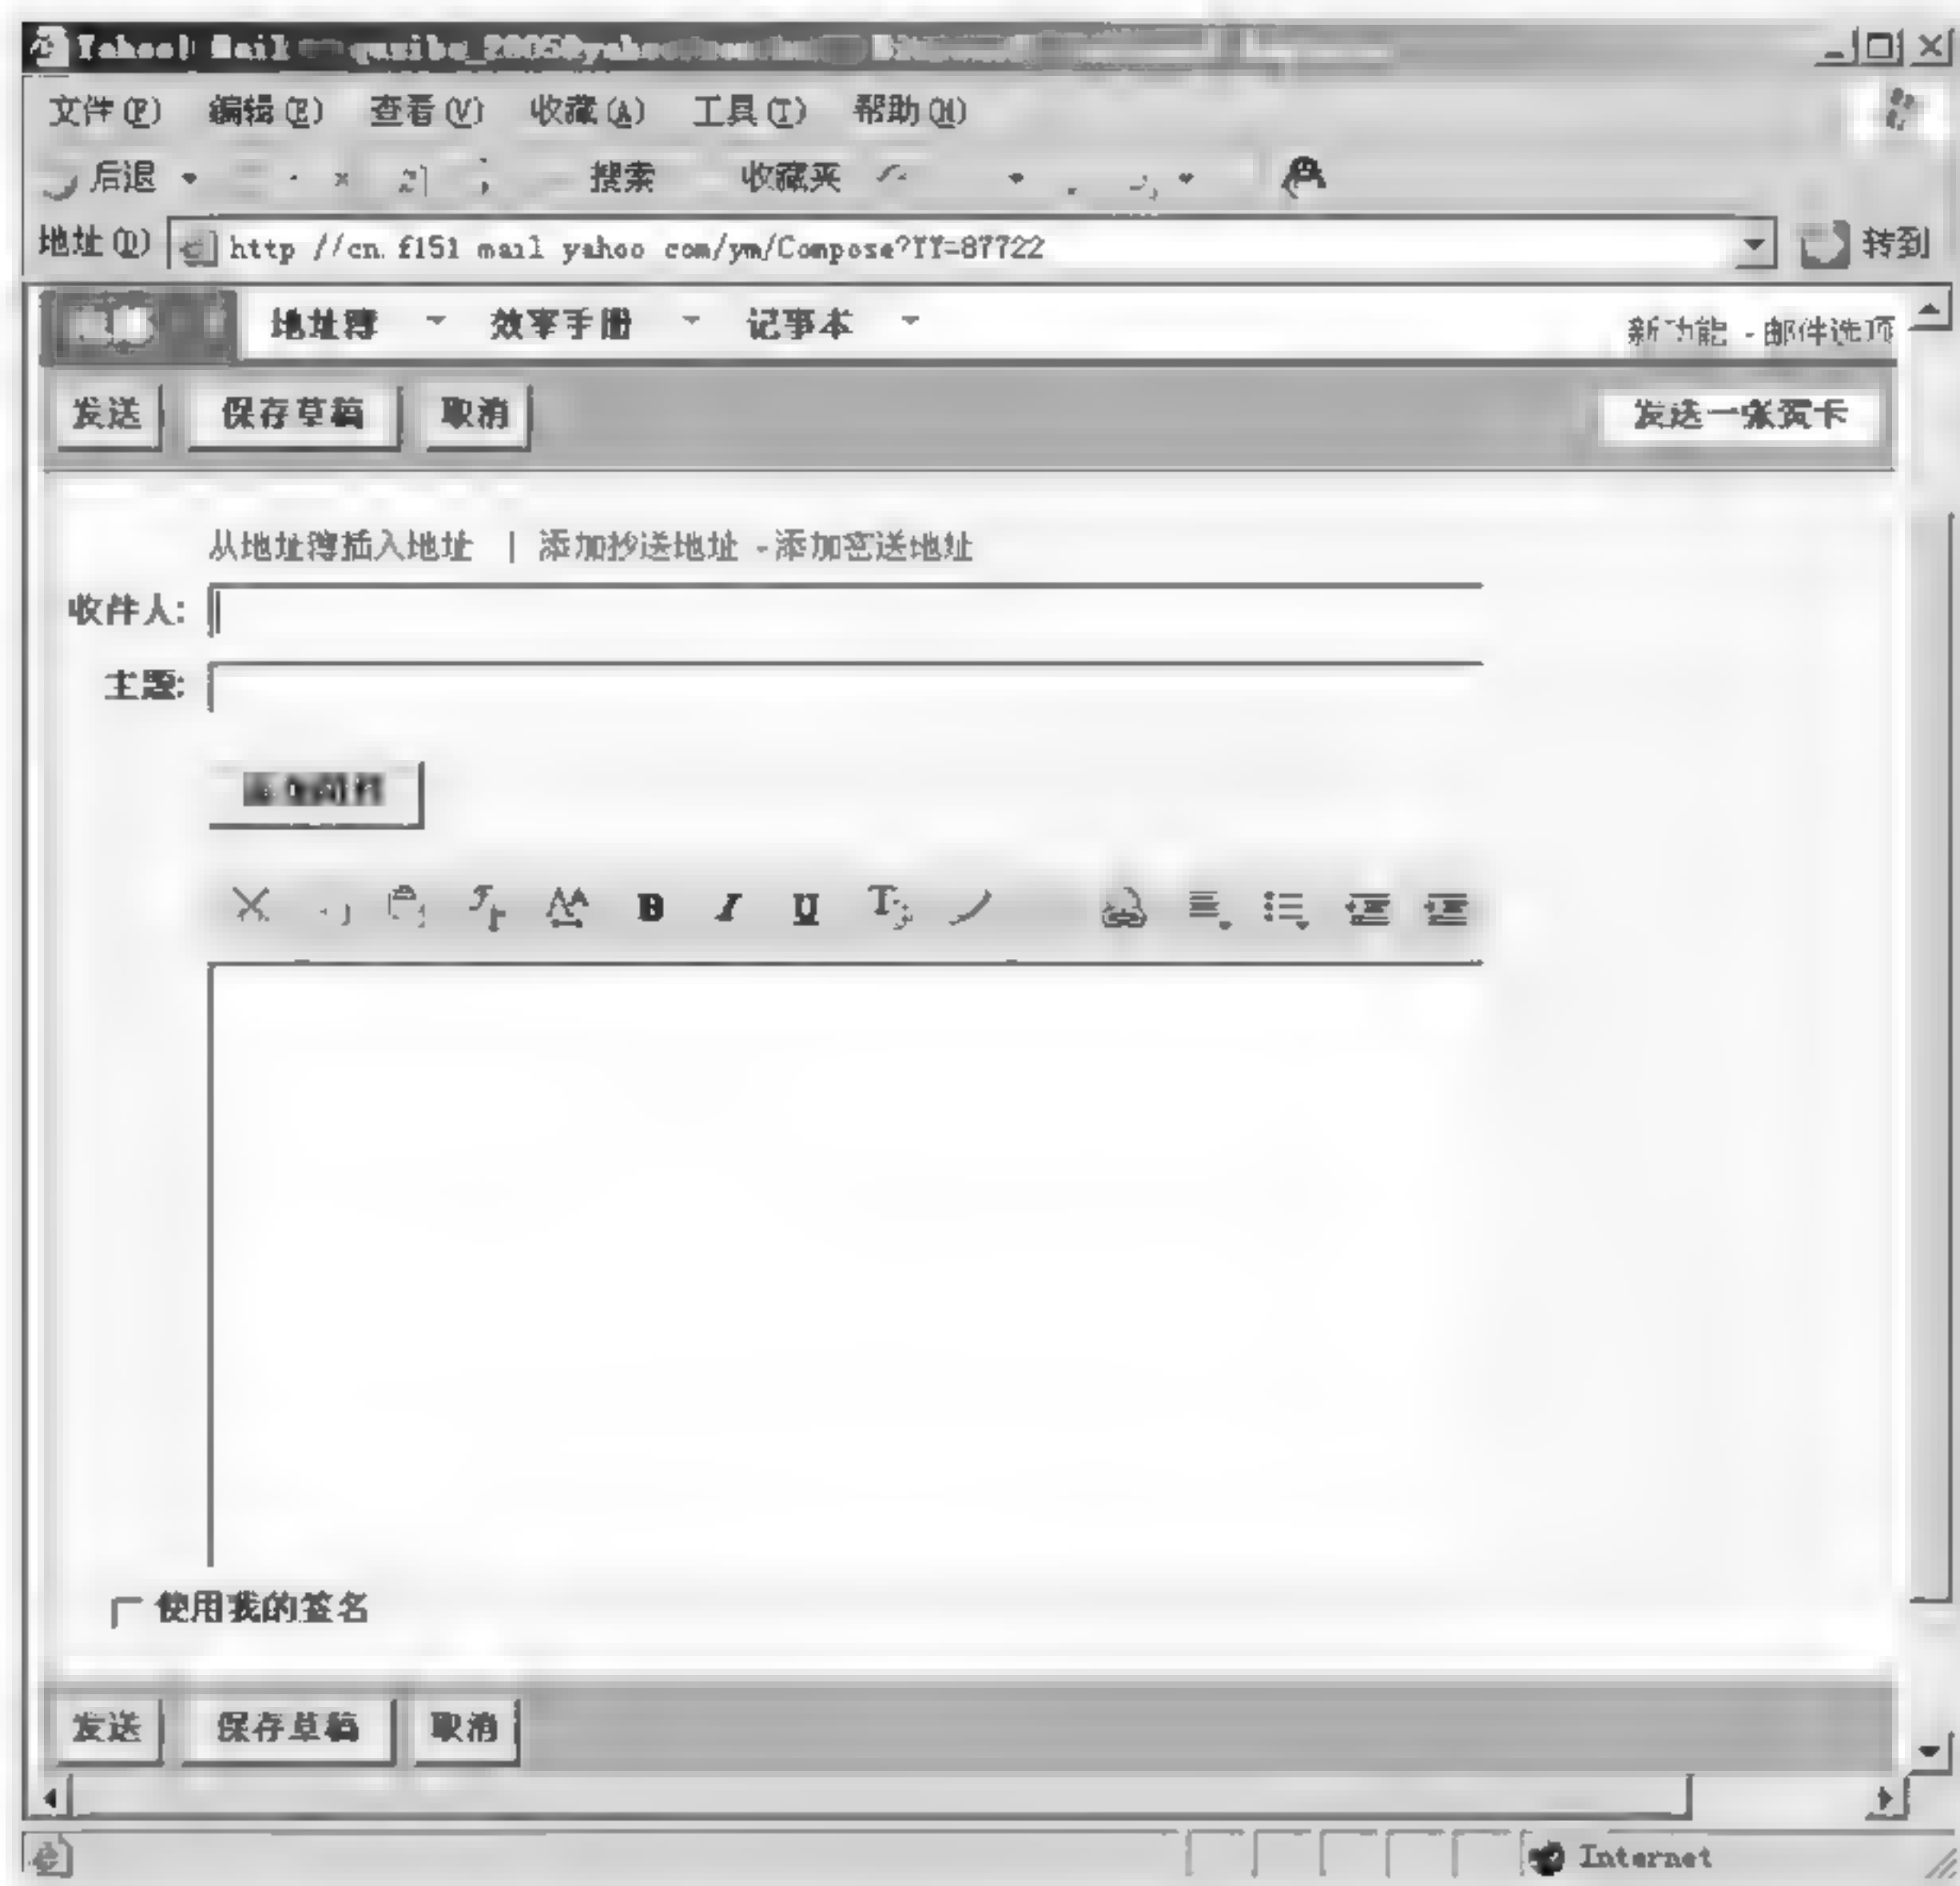 Yahoo! Mail
文件(F) 编辑(E) 查看(V) 收藏(A) 工具(T) 帮助(H)
后退 搜索 收藏夹
地址(D) http //cn.f151 mail yahoo com/ym/Compose?YY=87722 转到
地址簿 效率手册 记事本 新功能 - 邮件选项
发送 保存草稿 取消 发送一张贺卡
从地址簿插入地址 | 添加抄送地址 - 添加密送地址
收件人:
主题:
B I U T
使用我的签名
发送 保存草稿 取消
Internet